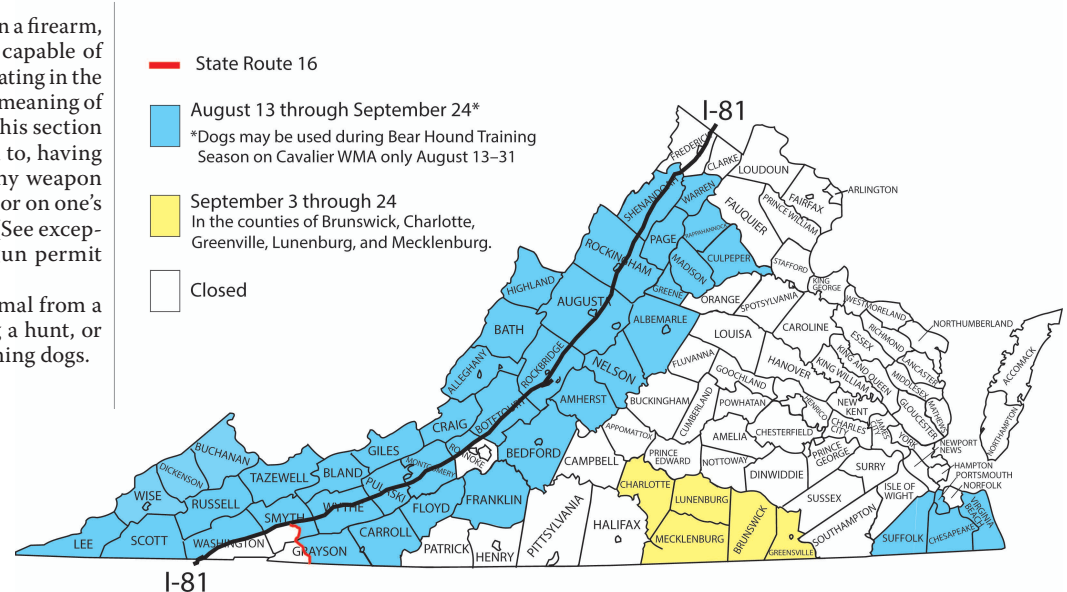 n a firearm,
capable of
ating in the
meaning of
his section
to, having
ny weapon
or on one's
See excep-
un permit
mal from a
g a hunt, or
ning dogs.
State Route 16
August 13 through September 24*
*Dogs may be used during Bear Hound Training
Season on Cavalier WMA only August 13–31
September 3 through 24
In the counties of Brunswick, Charlotte,
Greenville, Lunenburg, and Mecklenburg.
Closed
I-81
FREDERICK
CLARKE
LOUDOUN
ARLINGTON
SHENANDOAH
WARREN
FAUQUIER
FAIRFAX
PRINCE WILLIAM
PAGE
RAPPAHANNOCK
ROCKINGHAM
MADISON
CULPEPER
STAFFORD
KING
GEORGE
HIGHLAND
AUGUSTA
GREENE
ORANGE
SPOTSYLVANIA
WESTMORELAND
NORTHUMBERLAND
BATH
ALBEMARLE
LOUISA
CAROLINE
ESSEX
RICHMOND
LANCASTER
ACCOMACK
ALLEGHANY
ROCKBRIDGE
NELSON
FLUVANNA
GOOCHLAND
HANOVER
KING WILLIAM
KING AND QUEEN
MIDDLESEX
MATHEWS
NORTHAMPTON
AMHERST
BUCKINGHAM
CUMBERLAND
POWHATAN
HENRICO
NEW
KENT
GLOUCESTER
CRAIG
BOTETOURT
APPOMATTOX
AMELIA
CHESTERFIELD
CHARLES
CITY
JAMES
YORK
NEWPORT
NEWS
BUCHANAN
GILES
ROANOKE
BEDFORD
CAMPBELL
PRINCE
EDWARD
NOTTOWAY
DINWIDDIE
PRINCE
GEORGE
SURRY
HAMPTON
PORTSMOUTH
NORFOLK
DICKENSON
TAZEWELL
BLAND
MONTGOMERY
CHARLOTTE
LUNENBURG
SUSSEX
ISLE OF
WIGHT
VIRGINIA
BEACH
WISE
RUSSELL
SMYTH
WYTHE
PULASKI
FLOYD
FRANKLIN
PITTSYLVANIA
HALIFAX
MECKLENBURG
BRUNSWICK
GREENSVILLE
SOUTHAMPTON
SUFFOLK
CHESAPEAKE
LEE
SCOTT
WASHINGTON
GRAYSON
CARROLL
PATRICK
HENRY
I-81